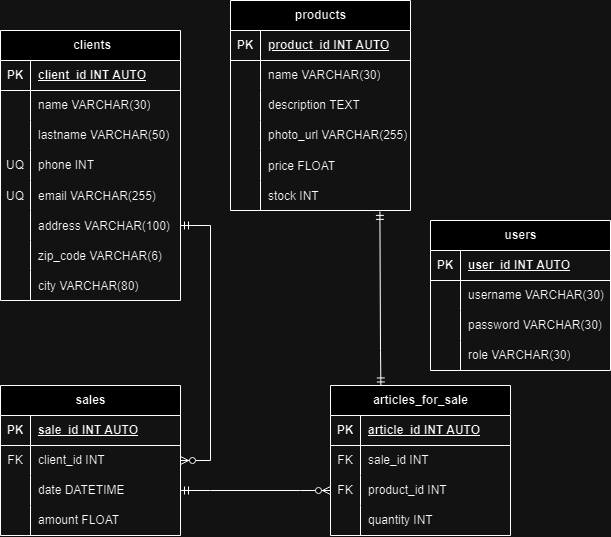 clients
PK client_id INT AUTO
name VARCHAR(30)
lastname VARCHAR(50)
UQ phone INT
UQ email VARCHAR(255)
address VARCHAR(100)
zip_code VARCHAR(6)
city VARCHAR(80)
products
PK product_id INT AUTO
name VARCHAR(30)
description TEXT
photo_url VARCHAR(255)
price FLOAT
stock INT
users
PK user_id INT AUTO
username VARCHAR(30)
password VARCHAR(30)
role VARCHAR(30)
sales
PK sale_id INT AUTO
FK client_id INT
date DATETIME
amount FLOAT
articles_for_sale
PK article_id INT AUTO
FK sale_id INT
FK product_id INT
quantity INT